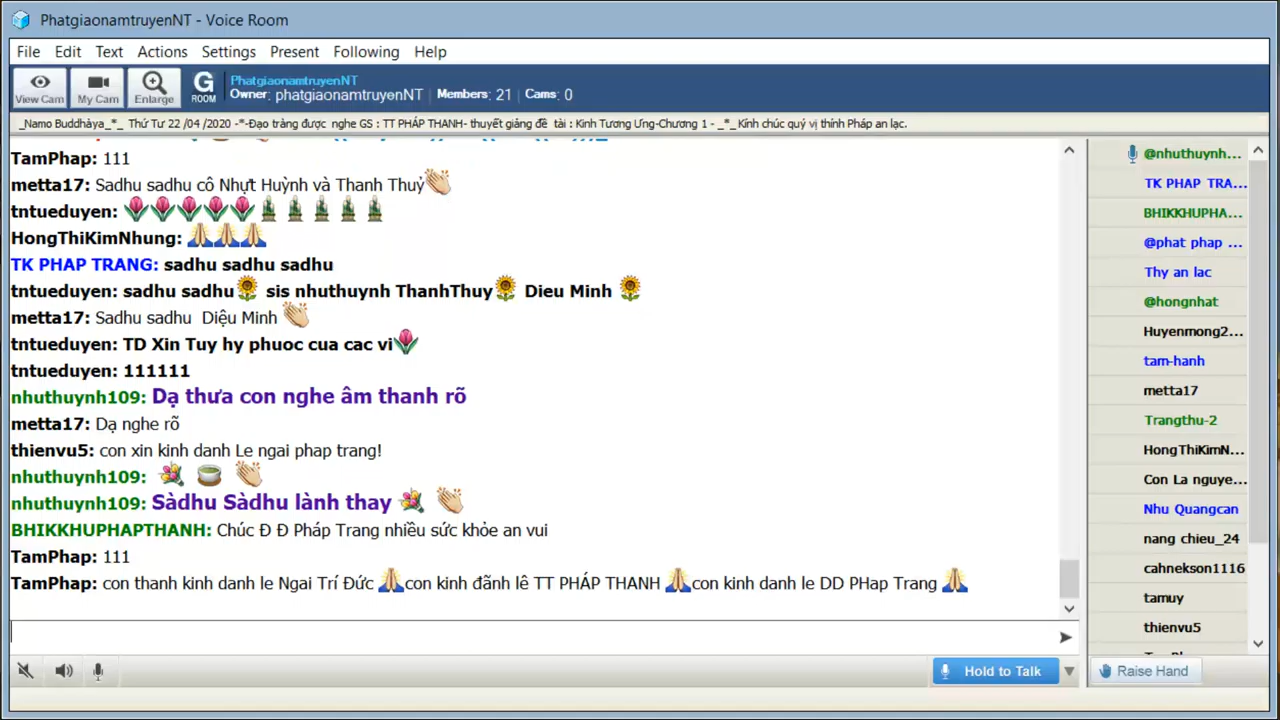 PhatgiaonamtruyenNT - Voice Room
File Edit Text Actions Settings Present Following Help
View Cam My Cam Enlarge G ROOM
PhatgiaonamtruyenNT
Owner: phatgiaonamtruyenNT Members: 21 Cams: 0
_Namo Buddhàya_*_ Thứ Tư 22 /04 /2020 -*-Đạo tràng được nghe GS : TT PHÁP THANH- thuyết giảng đề tài : Kinh Tương Ưng-Chương 1 - _*_ Kính chúc quý vị thính Pháp an lạc.
TamPhap: 111
metta17: Sadhu sadhu cô Nhựt Huỳnh và Thanh Thuỷ
tntueduyen:
HongThiKimNhung:
TK PHAP TRANG: sadhu sadhu sadhu
tntueduyen: sadhu sadhu sis nhuthuynh ThanhThuy Dieu Minh
metta17: Sadhu sadhu Diệu Minh
tntueduyen: TD Xin Tuy hy phuoc cua cac vi
tntueduyen: 111111
nhuthuynh109: Dạ thưa con nghe âm thanh rõ
metta17: Dạ nghe rõ
thienvu5: con xin kinh danh Le ngai phap trang!
nhuthuynh109:
nhuthuynh109: Sàdhu Sàdhu lành thay
BHIKKHUPHAPTHANH: Chúc Đ Đ Pháp Trang nhiều sức khỏe an vui
TamPhap: 111
TamPhap: con thanh kinh danh le Ngai Trí Đức con kinh đãnh lê TT PHÁP THANH con kinh danh le DD PHap Trang
@nhuthuynh...
TK PHAP TRA...
BHIKKHUPHA...
@phat phap ...
Thy an lac
@hongnhat
Huyenmong2...
tam-hanh
metta17
Trangthu-2
HongThiKimN...
Con La nguye...
Nhu Quangcan
nang chieu_24
cahnekson1116
tamuy
thienvu5
Hold to Talk
Raise Hand